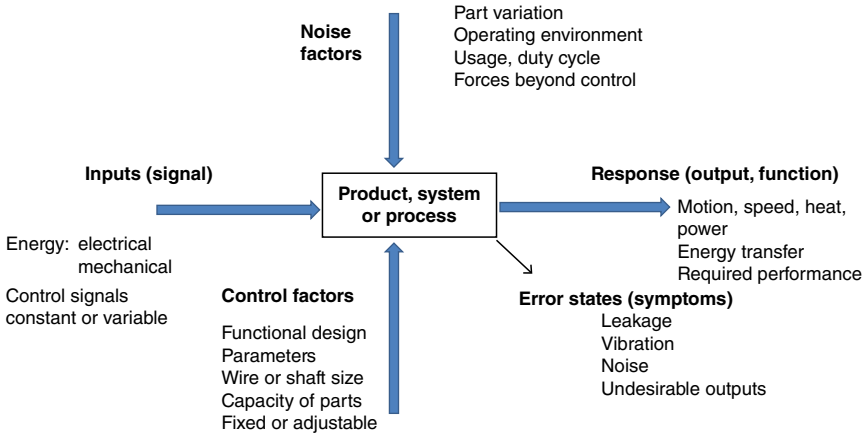 Noise
factors
Part variation
Operating environment
Usage, duty cycle
Forces beyond control
Inputs (signal)
Energy: electrical
mechanical
Control signals
constant or variable
Product, system
or process
Response (output, function)
Motion, speed, heat,
power
Energy transfer
Required performance
Control factors
Functional design
Parameters
Wire or shaft size
Capacity of parts
Fixed or adjustable
Error states (symptoms)
Leakage
Vibration
Noise
Undesirable outputs